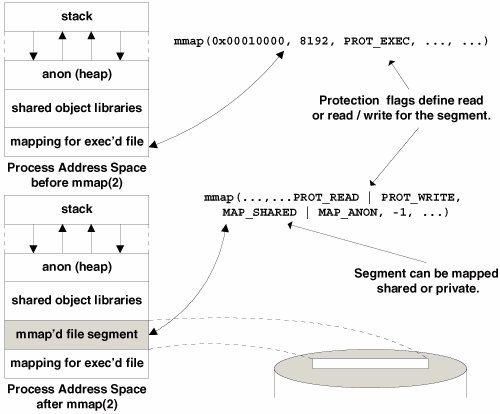 stack
anon (heap)
shared object libraries
mapping for exec'd file
Process Address Space
before mmap(2)
mmap(0x00010000, 8192, PROT_EXEC, ..., ...)
Protection flags define read
or read / write for the segment.
mmap(...,...PROT_READ | PROT_WRITE,
MAP_SHARED | MAP_ANON, -1, ...)
Segment can be mapped
shared or private.
stack
anon (heap)
shared object libraries
mmap'd file segment
mapping for exec'd file
Process Address Space
after mmap(2)